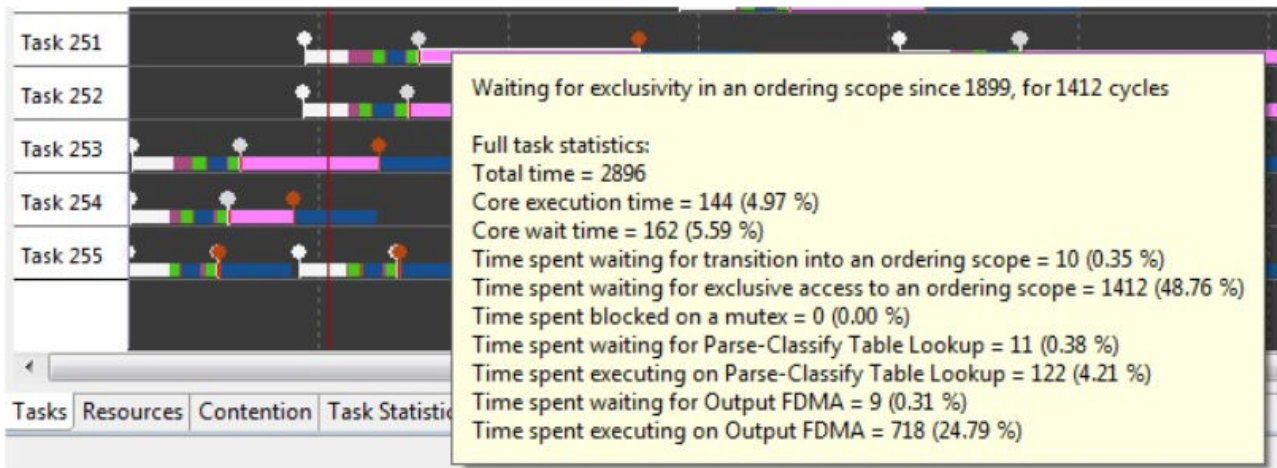 Task 251
Task 252
Task 253
Task 254
Task 255
Waiting for exclusivity in an ordering scope since 1899, for 1412 cycles
Full task statistics:
Total time = 2896
Core execution time = 144 (4.97 %)
Core wait time = 162 (5.59 %)
Time spent waiting for transition into an ordering scope = 10 (0.35 %)
Time spent waiting for exclusive access to an ordering scope = 1412 (48.76 %)
Time spent blocked on a mutex = 0 (0.00 %)
Time spent waiting for Parse-Classify Table Lookup = 11 (0.38 %)
Time spent executing on Parse-Classify Table Lookup = 122 (4.21 %)
Time spent waiting for Output FDMA = 9 (0.31 %)
Time spent executing on Output FDMA = 718 (24.79 %)
Tasks Resources Contention Task Statistic